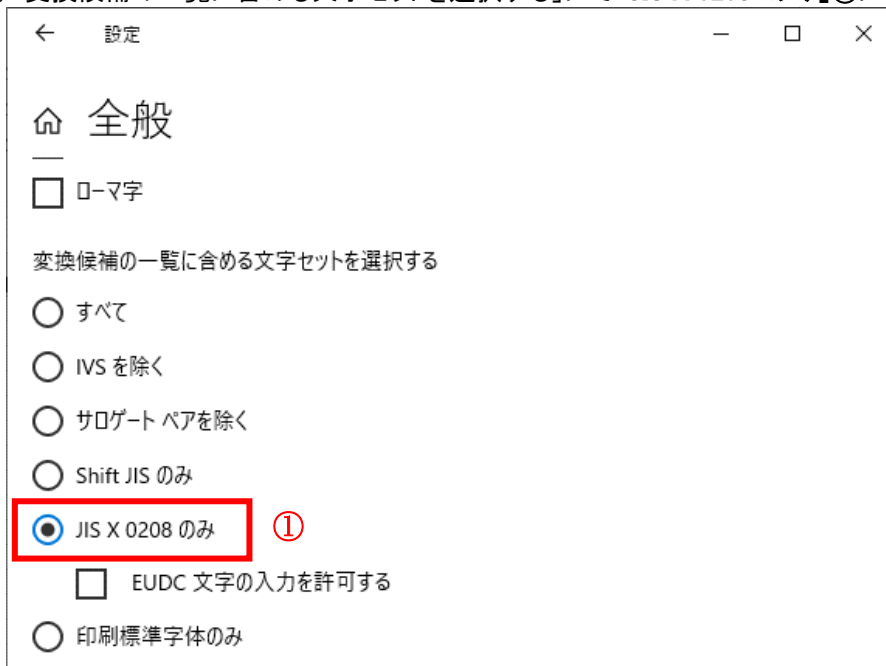 設定
全般
ローマ字
変換候補の一覧に含める文字セットを選択する
すべて
IVS を除く
サロゲート ペアを除く
Shift JIS のみ
JIS X 0208 のみ ①
EUDC 文字の入力を許可する
印刷標準字体のみ